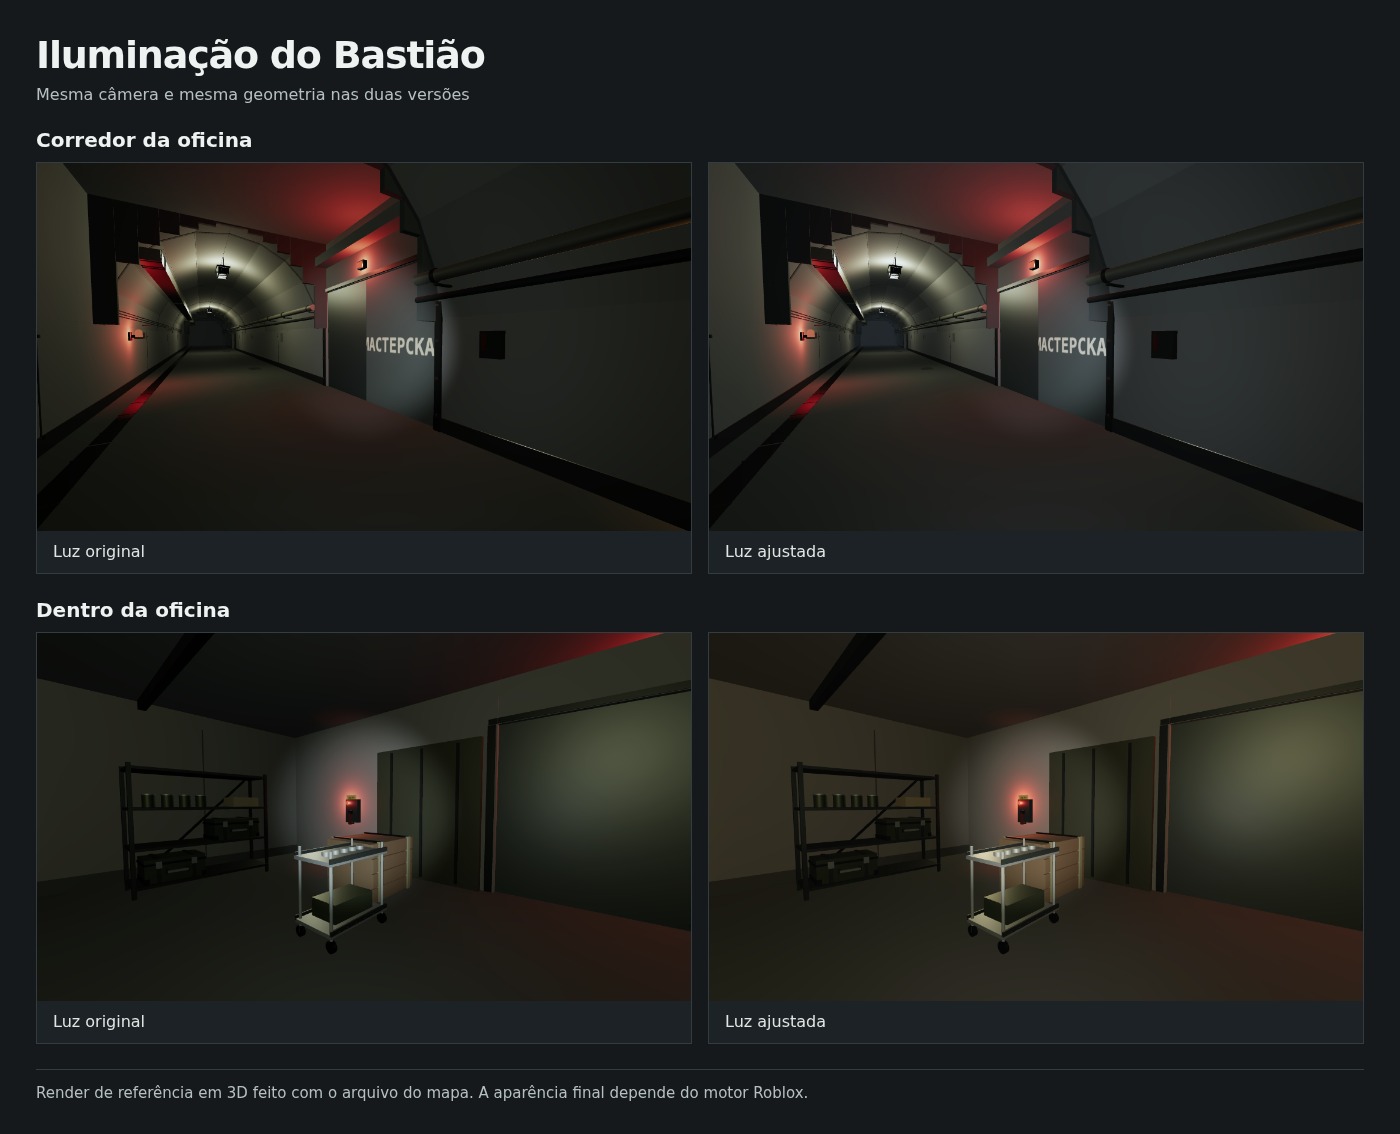 Iluminação do Bastião
Mesma câmera e mesma geometria nas duas versões
Corredor da oficina
МАСТЕРСКА
МАСТЕРСКА
Luz original
Luz ajustada
Dentro da oficina
Luz original
Luz ajustada
Render de referência em 3D feito com o arquivo do mapa. A aparência final depende do motor Roblox.